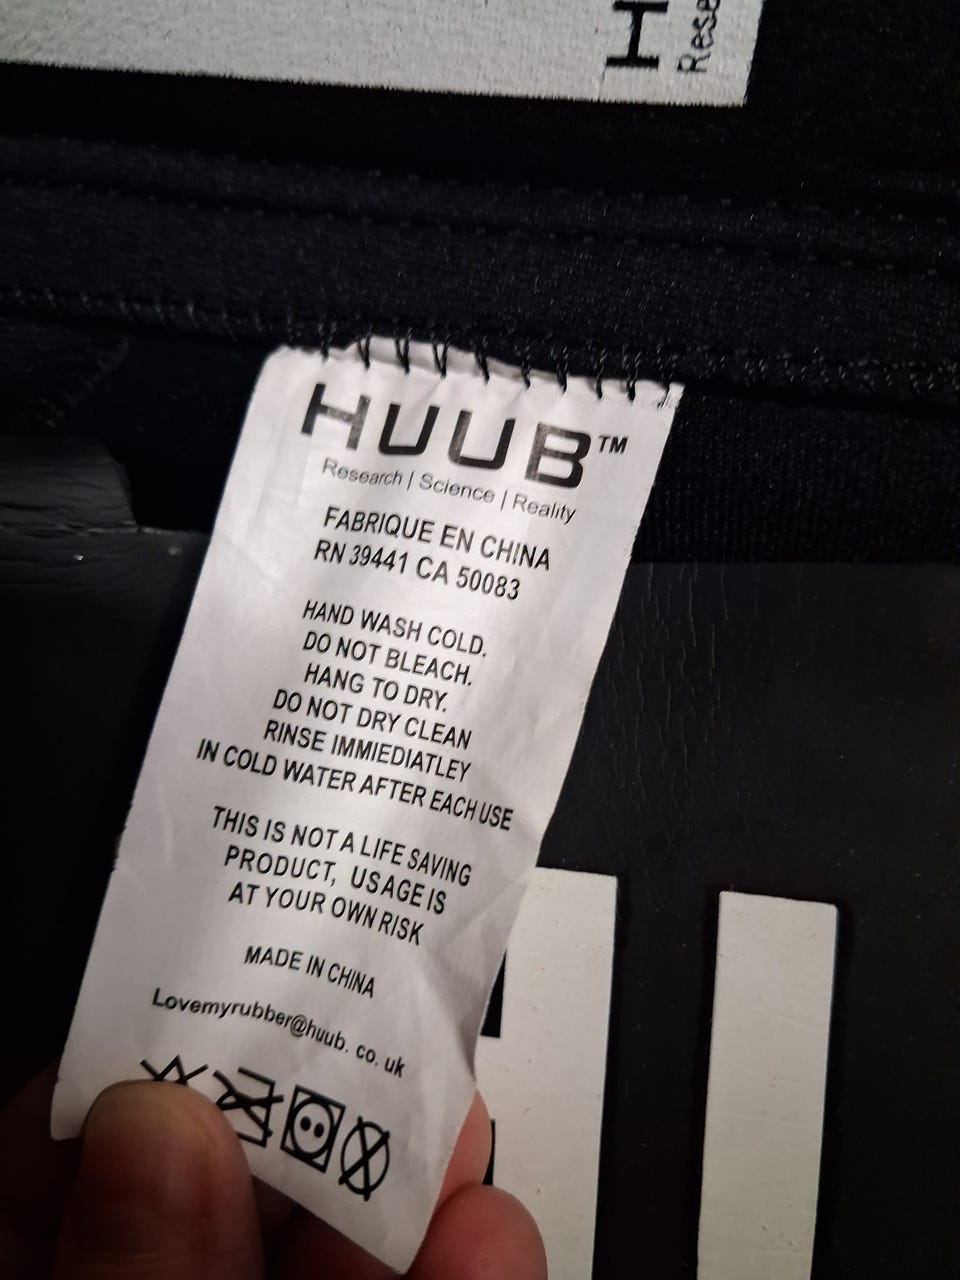 H
Rese
HUUB™
Research | Science | Reality
FABRIQUE EN CHINA
RN 39441 CA 50083
HAND WASH COLD.
DO NOT BLEACH.
HANG TO DRY.
DO NOT DRY CLEAN
RINSE IMMIEDIATLEY
IN COLD WATER AFTER EACH USE
THIS IS NOT A LIFE SAVING
PRODUCT, USAGE IS
AT YOUR OWN RISK
MADE IN CHINA
Lovemyrubber@huub. co. uk